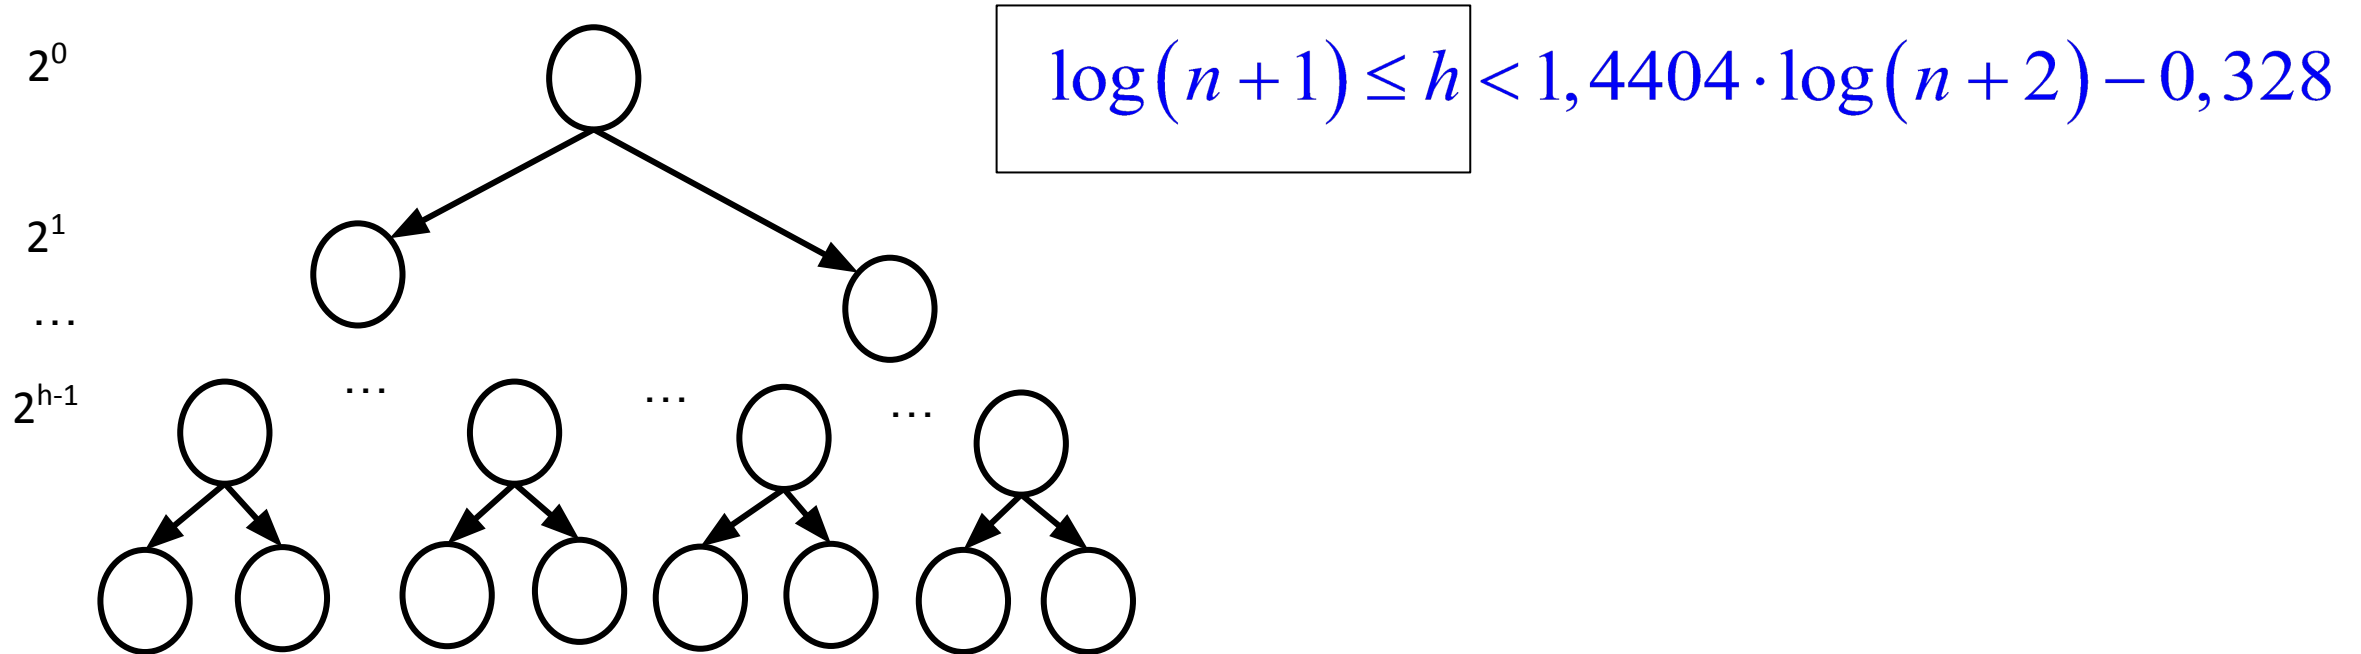 2⁰
log(n + 1) ≤ h < 1,4404 · log(n + 2) − 0,328
2¹
...
... ... ...
2ʰ⁻¹